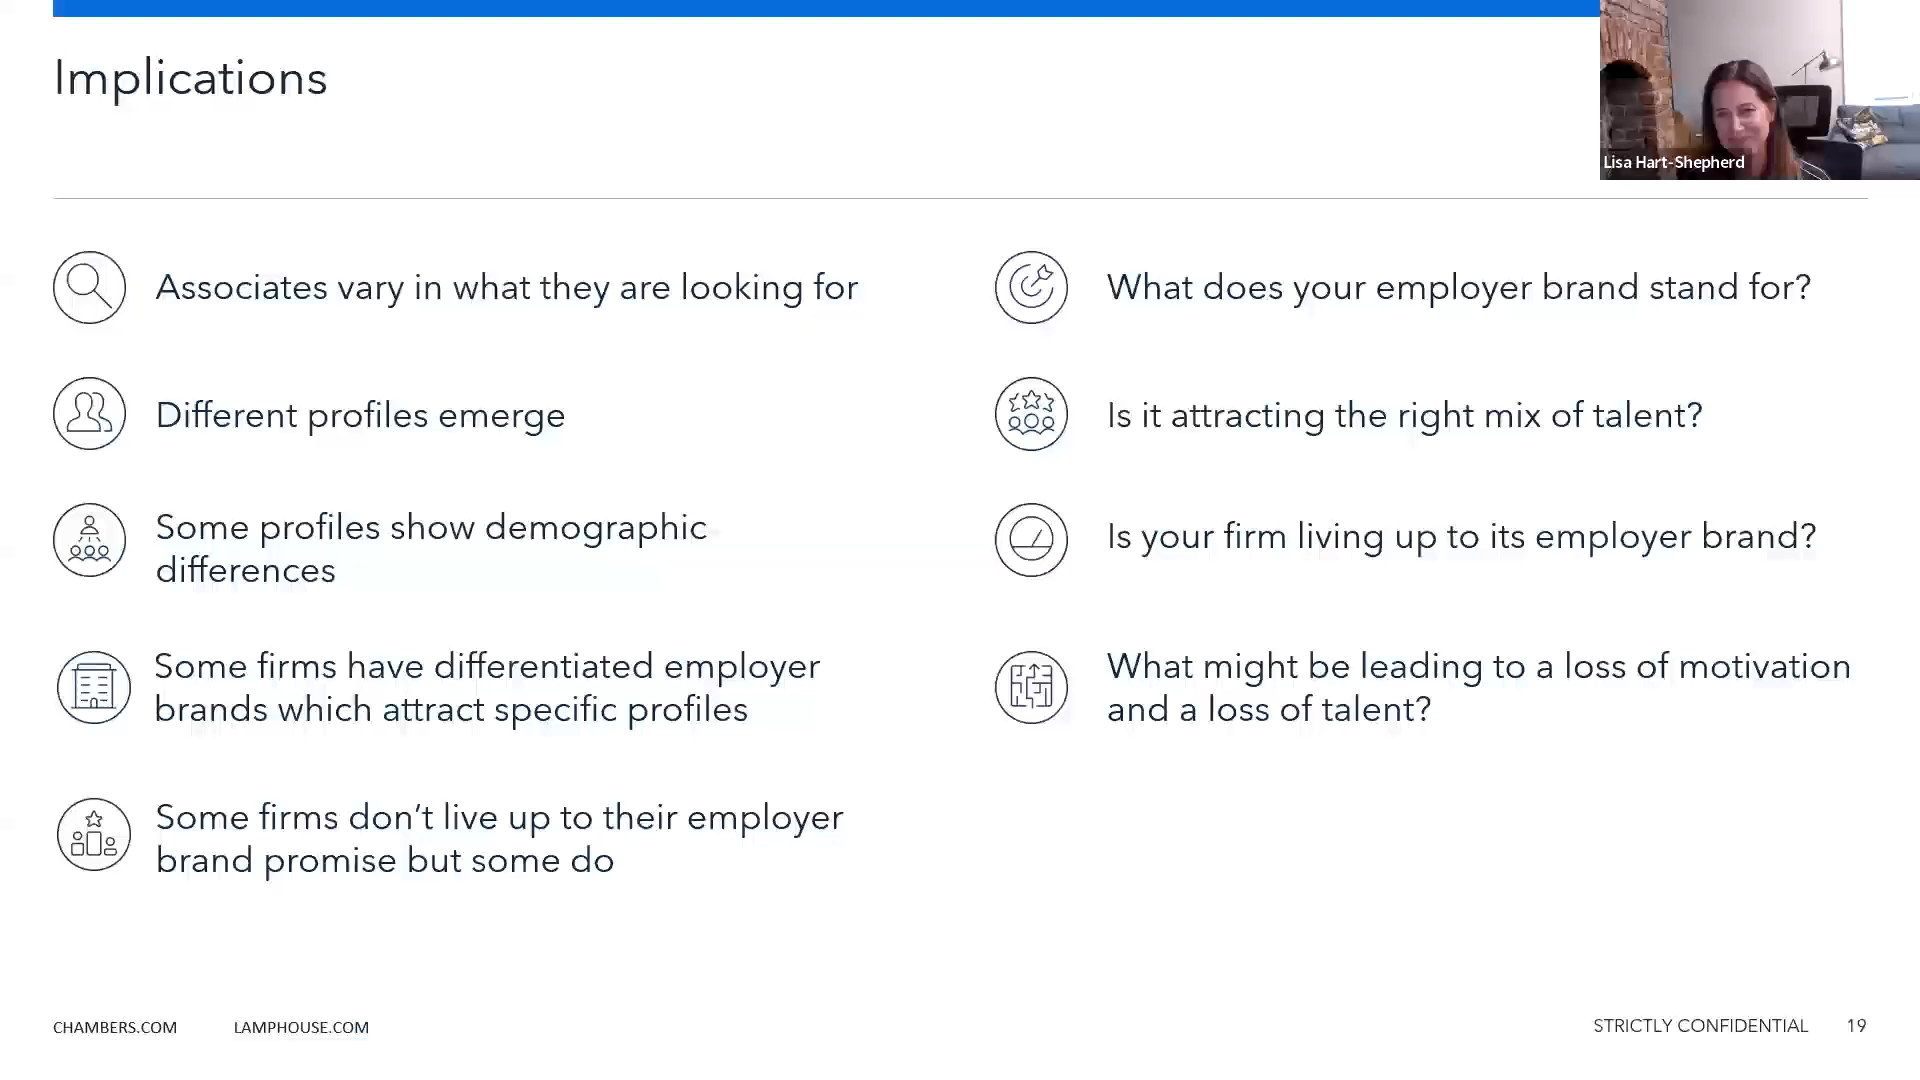 Implications
Lisa Hart-Shepherd
Associates vary in what they are looking for
Different profiles emerge
Some profiles show demographic
differences
Some firms have differentiated employer
brands which attract specific profiles
Some firms don’t live up to their employer
brand promise but some do
What does your employer brand stand for?
Is it attracting the right mix of talent?
Is your firm living up to its employer brand?
What might be leading to a loss of motivation
and a loss of talent?
CHAMBERS.COM
LAMPHOUSE.COM
STRICTLY CONFIDENTIAL
19